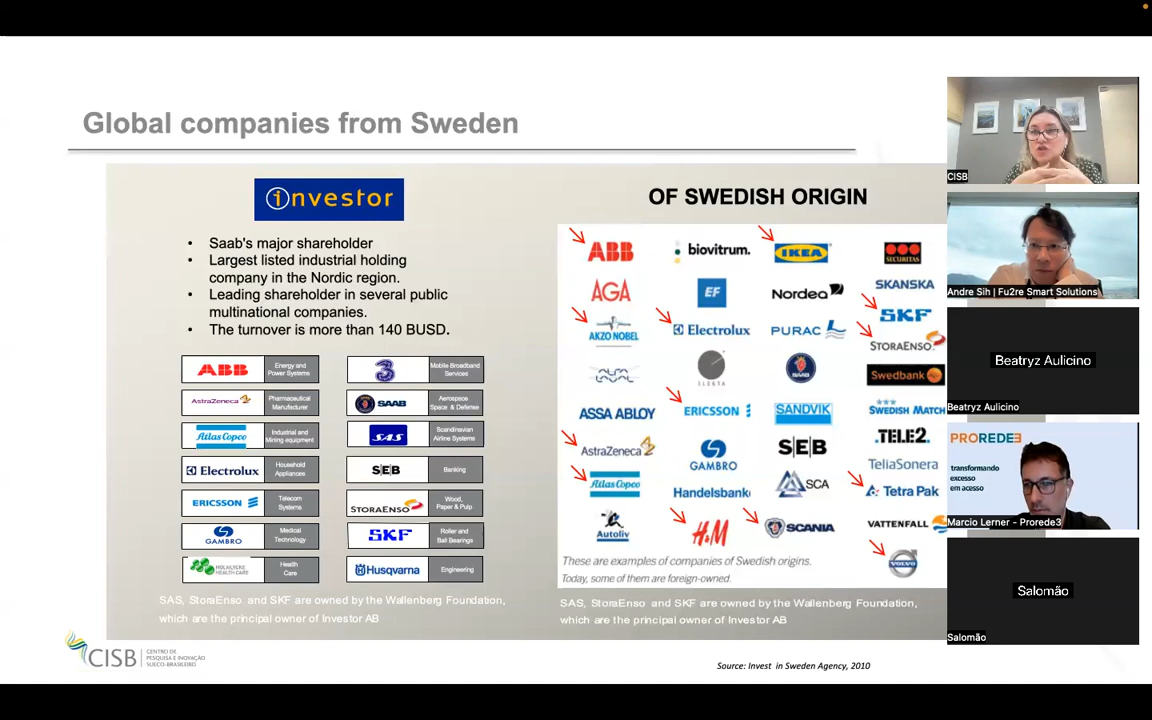 Global companies from Sweden
investor
• Saab's major shareholder
• Largest listed industrial holding
company in the Nordic region.
• Leading shareholder in several public
multinational companies.
• The turnover is more than 140 BUSD.
ABB
Energy and
Power Systems
3
Mobile Broadband
Services
AstraZeneca
Pharmaceutical
Manufacturer
SAAB
Aerospace
Space & Defense
Atlas Copco
Industrial and
Mining equipment
SAS
Scandinavian
Airline Systems
Electrolux
Household
Appliances
SEB
Banking
ERICSSON
Telecom
Systems
STORAENSO
Wood,
Paper & Pulp
GAMBRO
Medical
Technology
SKF
Roller and
Ball Bearings
HEALTH CARE
Health
Care
Husqvarna
Engineering
SAS, StoraEnso and SKF are owned by the Wallenberg Foundation,
which are the principal owner of Investor AB
OF SWEDISH ORIGIN
ABB
biovitrum.
IKEA
SECURITAS
AGA
EF
Nordea
SKANSKA
AKZO NOBEL
Electrolux
PURAC
SKF
STORAENSO
ELEKTA
SAAB
Swedbank
ASSA ABLOY
ERICSSON
SANDVIK
SWEDISH MATCH
AstraZeneca
GAMBRO
SEB
TELE2.
TeliaSonera
Atlas Copco
Handelsbank
SCA
Tetra Pak
Autoliv
H&M
SCANIA
VATTENFALL
VOLVO
These are examples of companies of Swedish origins.
Today, some of them are foreign-owned.
SAS, StoraEnso and SKF are owned by the Wallenberg Foundation,
which are the principal owner of Investor AB
CISB
CENTRO DE
PESQUISA E INOVAÇÃO
SUECO-BRASILEIRO
Source: Invest in Sweden Agency, 2010
CISB
Andre Sih | Fu2re Smart Solutions
Beatryz Aulicino
Beatryz Aulicino
PROREDE3
transformando
excesso
em acesso
Marcio Lerner - Prorede3
Salomão
Salomão